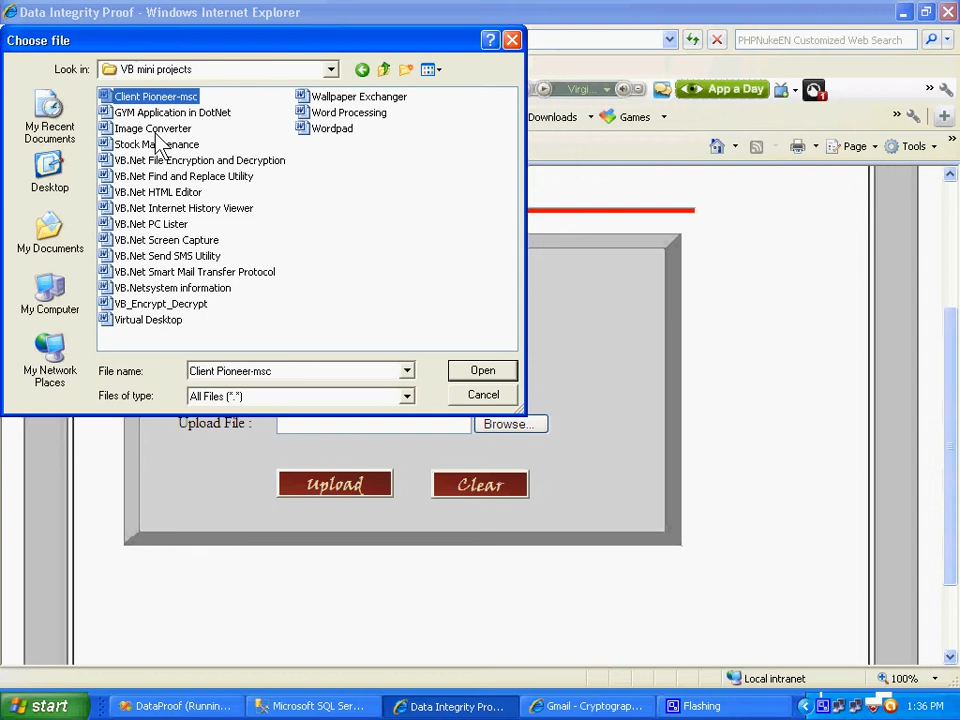 Data Integrity Proof - Windows Internet Explorer
Choose file
PHPNukeEN Customized Web Search
Look in: VB mini projects
Virgi...
App a Day
Client Pioneer-msc
Wallpaper Exchanger
GYM Application in DotNet
Word Processing
Image Converter
Wordpad
VB.Net File Encryption and Decryption
VB.Net Find and Replace Utility
VB.Net HTML Editor
VB.Net Internet History Viewer
VB.Net PC Lister
VB.Net Screen Capture
VB.Net Send SMS Utility
VB.Net Smart Mail Transfer Protocol
VB.Netsystem information
VB_Encrypt_Decrypt
Virtual Desktop
My Recent
Documents
Desktop
My Documents
My Computer
My Network
Places
Downloads
Games
Page
Tools
File name: Client Pioneer-msc Open
Files of type: All Files (*.*) Cancel
Upload File : Browse...
Upload Clear
Local intranet 100%
start
DataProof (Runnin...
Microsoft SQL Ser...
Data Integrity Pro...
Gmail - Cryptograp...
Flashing
1:36 PM